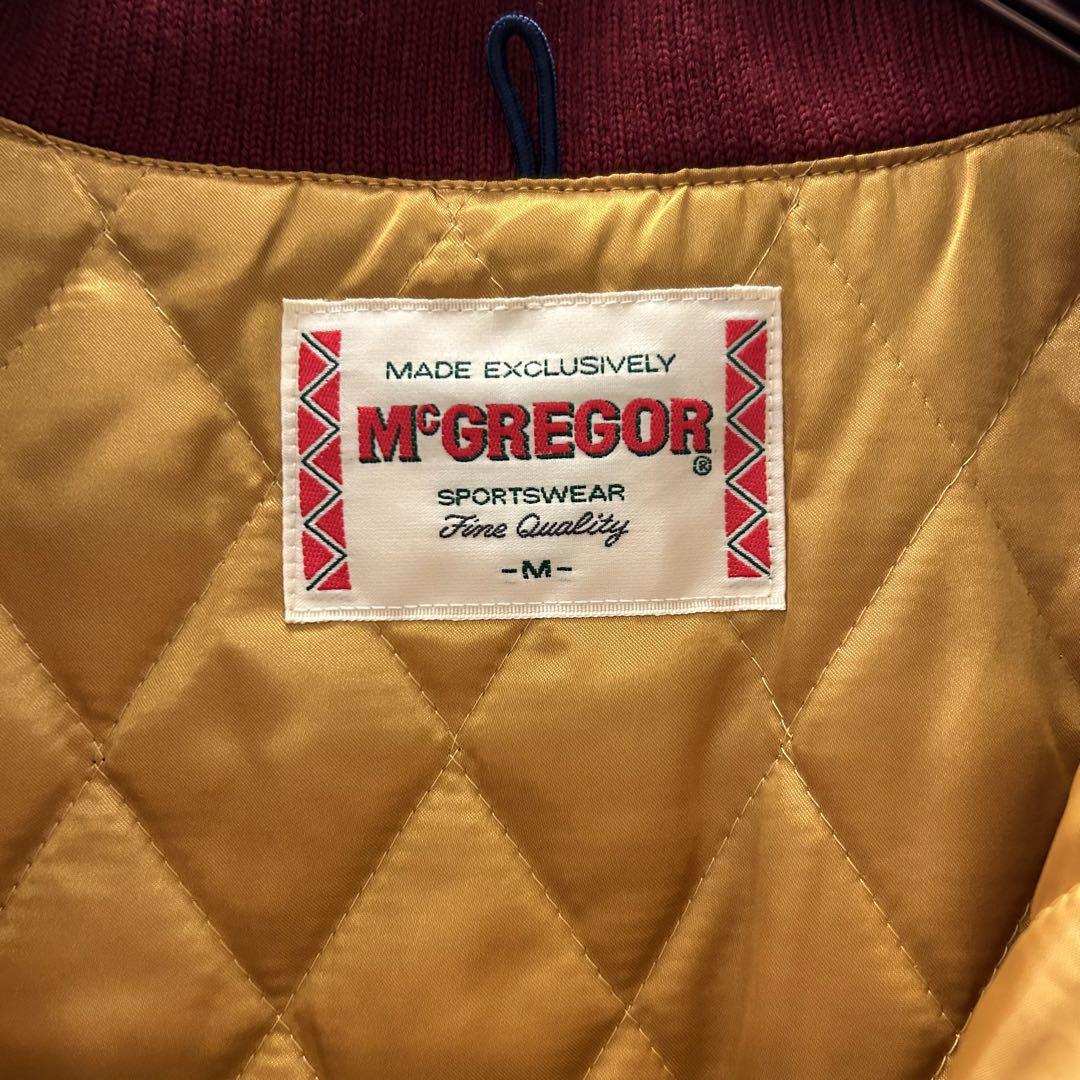 MADE EXCLUSIVELY
McGREGOR®
SPORTSWEAR
Fine Quality
-M-